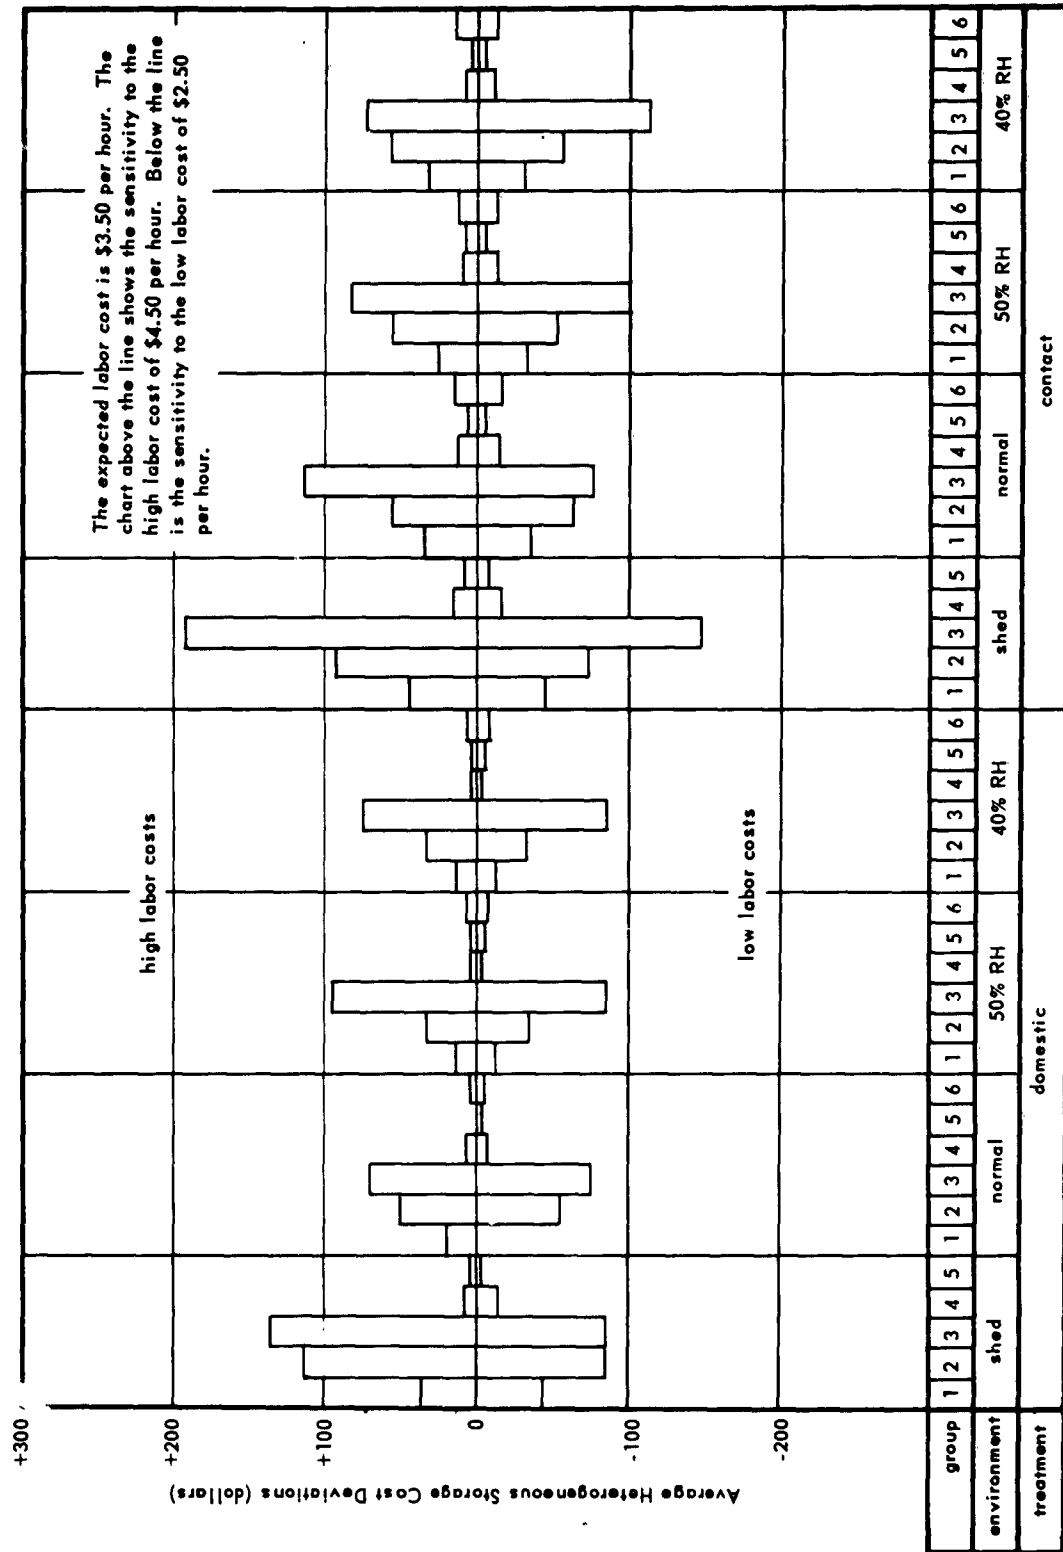 The expected labor cost is $3.50 per hour. The
chart above the line shows the sensitivity to the
high labor cost of $4.50 per hour. Below the line
is the sensitivity to the low labor cost of $2.50
per hour.
high labor costs
low labor costs
+300
+200
+100
0
-100
-200
Average Heterogeneous Storage Cost Deviations (dollars)
group 1 2 3 4 5 1 2 3 4 5 6 1 2 3 4 5 6 1 2 3 4 5 6 1 2 3 4 5 1 2 3 4 5 6 1 2 3 4 5 6 1 2 3 4 5 6
environment shed normal 50% RH 40% RH shed normal 50% RH 40% RH
treatment domestic contact